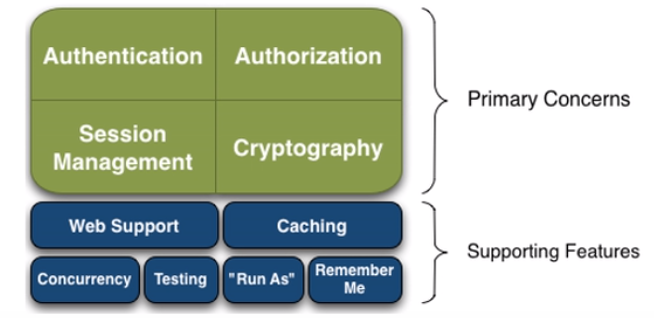 Authentication
Authorization
Primary Concerns
Session
Management
Cryptography
Web Support
Caching
Supporting Features
Concurrency
Testing
"Run As"
Remember
Me